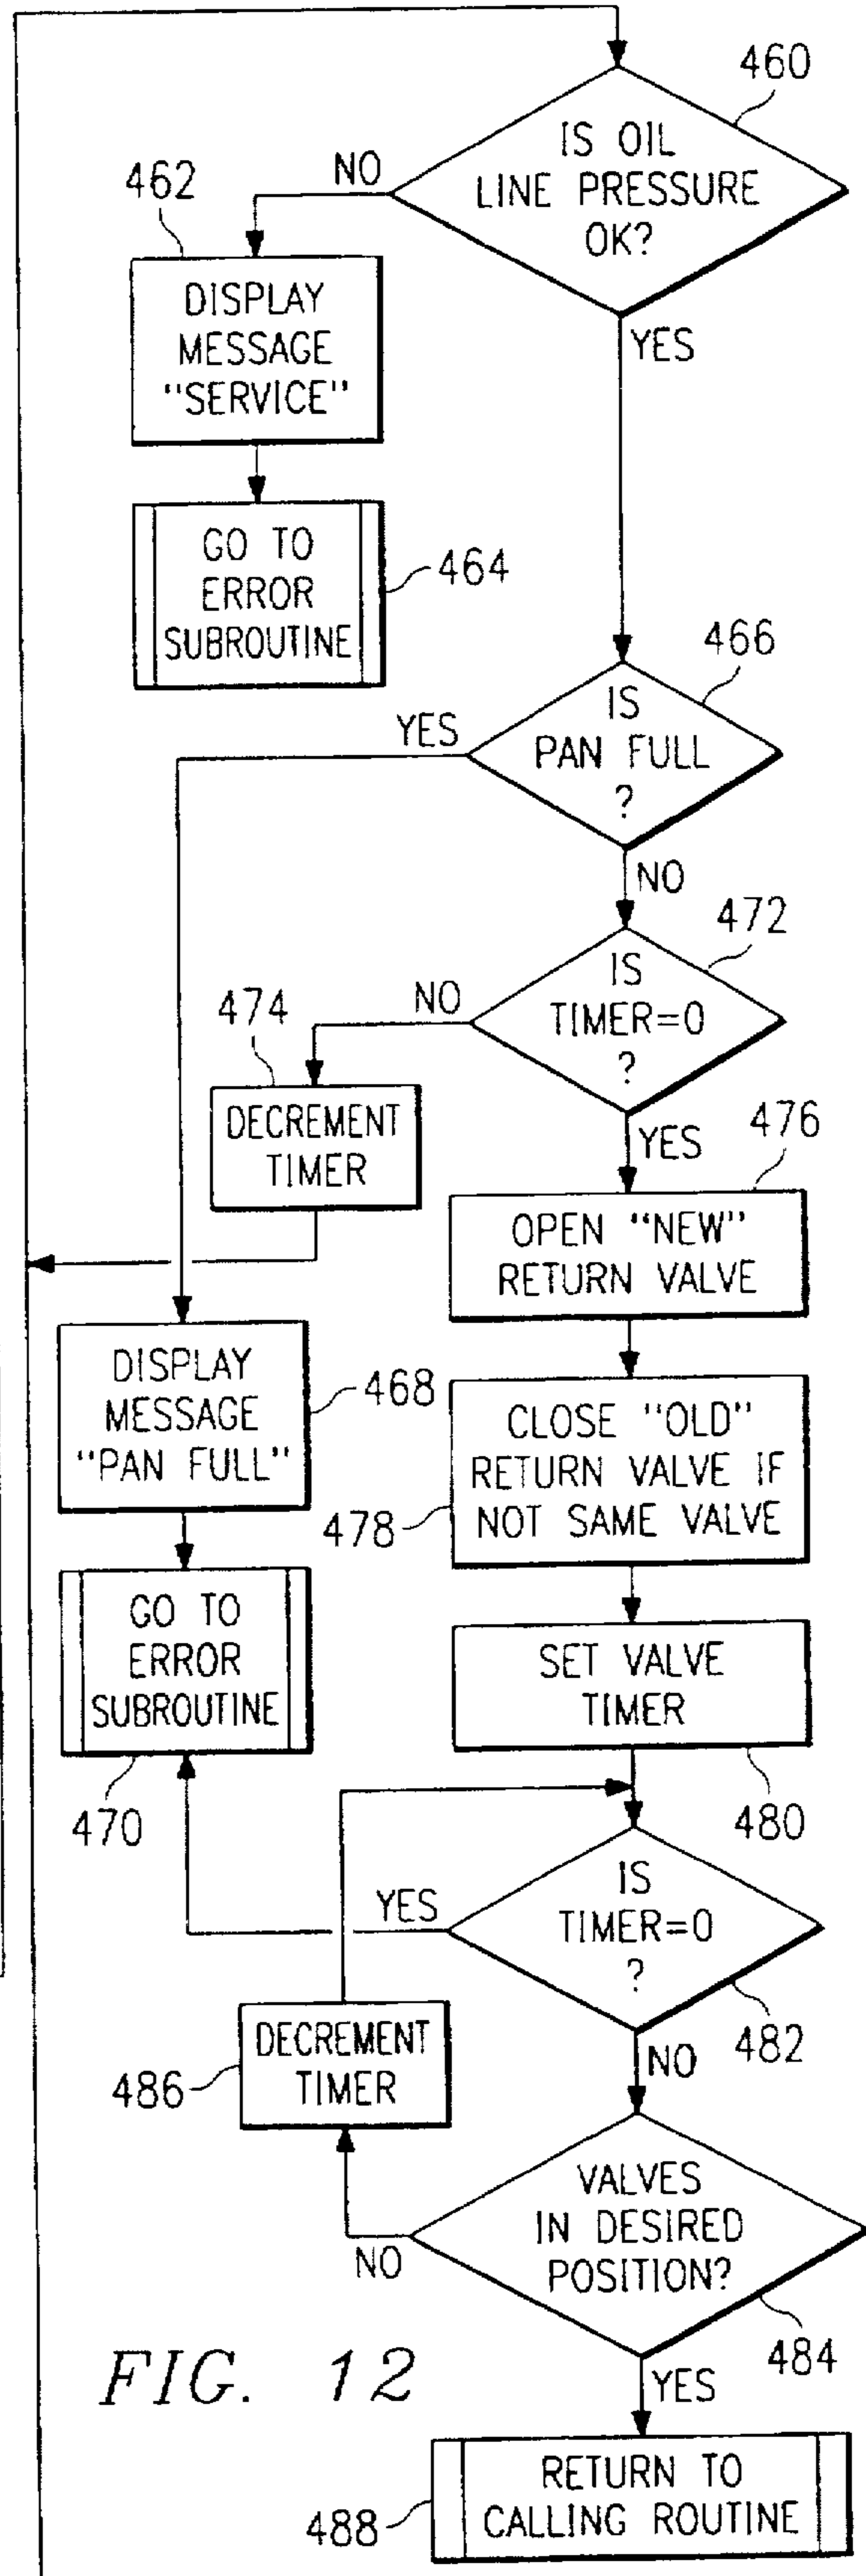 460
IS OIL
LINE PRESSURE
OK?
NO
YES
462
DISPLAY
MESSAGE
"SERVICE"
GO TO
ERROR
SUBROUTINE
464
466
IS
PAN FULL
?
YES
NO
472
IS
TIMER=0
?
NO
YES
474
DECREMENT
TIMER
476
OPEN "NEW"
RETURN VALVE
DISPLAY
MESSAGE
"PAN FULL"
468
CLOSE "OLD"
RETURN VALVE IF
NOT SAME VALVE
478
GO TO
ERROR
SUBROUTINE
470
SET VALVE
TIMER
480
IS
TIMER=0
?
YES
NO
482
DECREMENT
TIMER
486
VALVES
IN DESIRED
POSITION?
NO
YES
484
FIG. 12
RETURN TO
CALLING ROUTINE
488